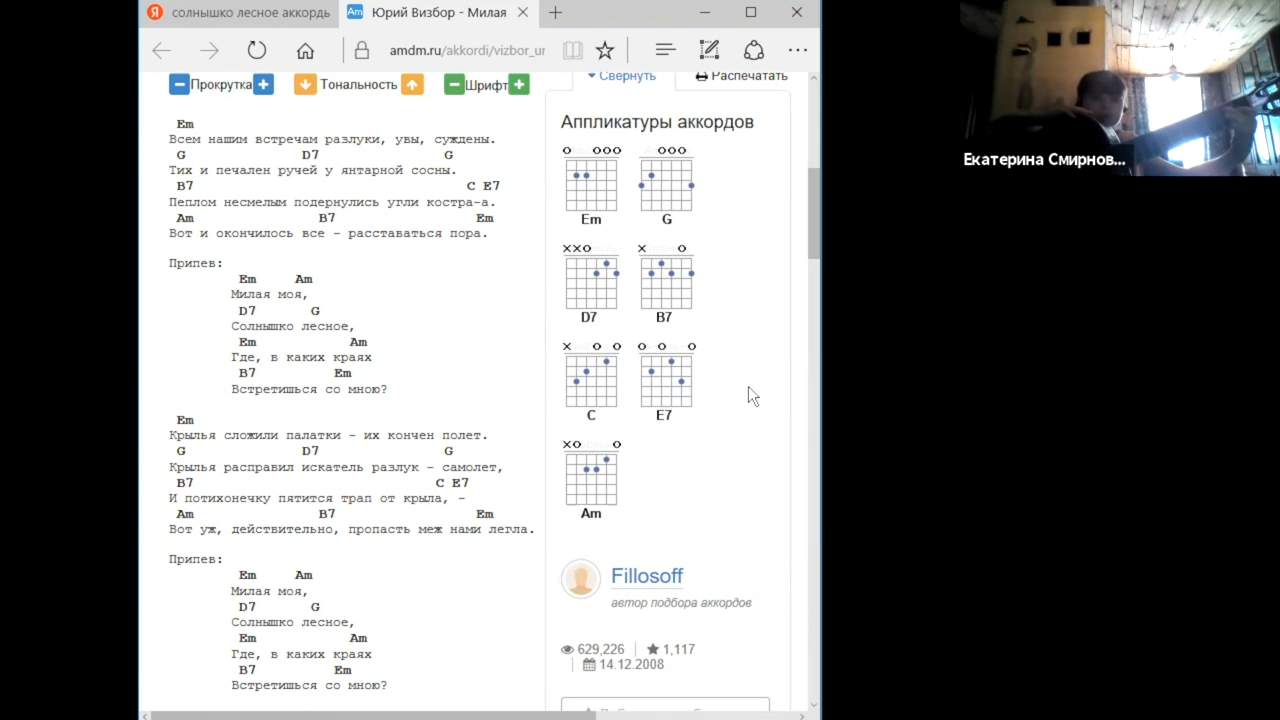 солнышко лесное аккордь
Юрий Визбор - Милая
amdm.ru/akkordi/vizbor_ur
Прокрутка
Тональность
Шрифт
Em
Всем нашим встречам разлуки, увы, суждены.
G D7 G
Тих и печален ручей у янтарной сосны.
B7 C E7
Пеплом несмелым подернулись угли костра-а.
Am B7 Em
Вот и окончилось все - расставаться пора.
Припев:
Em Am
Милая моя,
D7 G
Солнышко лесное,
Em Am
Где, в каких краях
B7 Em
Встретишься со мною?
Em
Крылья сложили палатки - их кончен полет.
G D7 G
Крылья расправил искатель разлук - самолет,
B7 C E7
И потихонечку пятится трап от крыла, -
Am B7 Em
Вот уж, действительно, пропасть меж нами легла.
Припев:
Em Am
Милая моя,
D7 G
Солнышко лесное,
Em Am
Где, в каких краях
B7 Em
Встретишься со мною?
Свернуть
Распечатать
Аппликатуры аккордов
Em G
D7 B7
C E7
Am
Fillosoff
автор подбора аккордов
629,226 1,117
14.12.2008
Екатерина Смирнов...